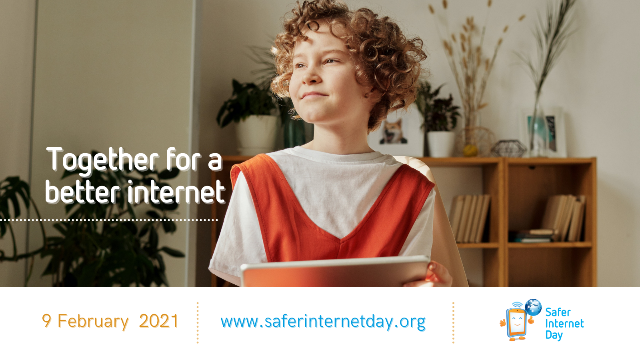 Together for a
better internet
9 February 2021
www.saferinternetday.org
Safer
Internet
Day